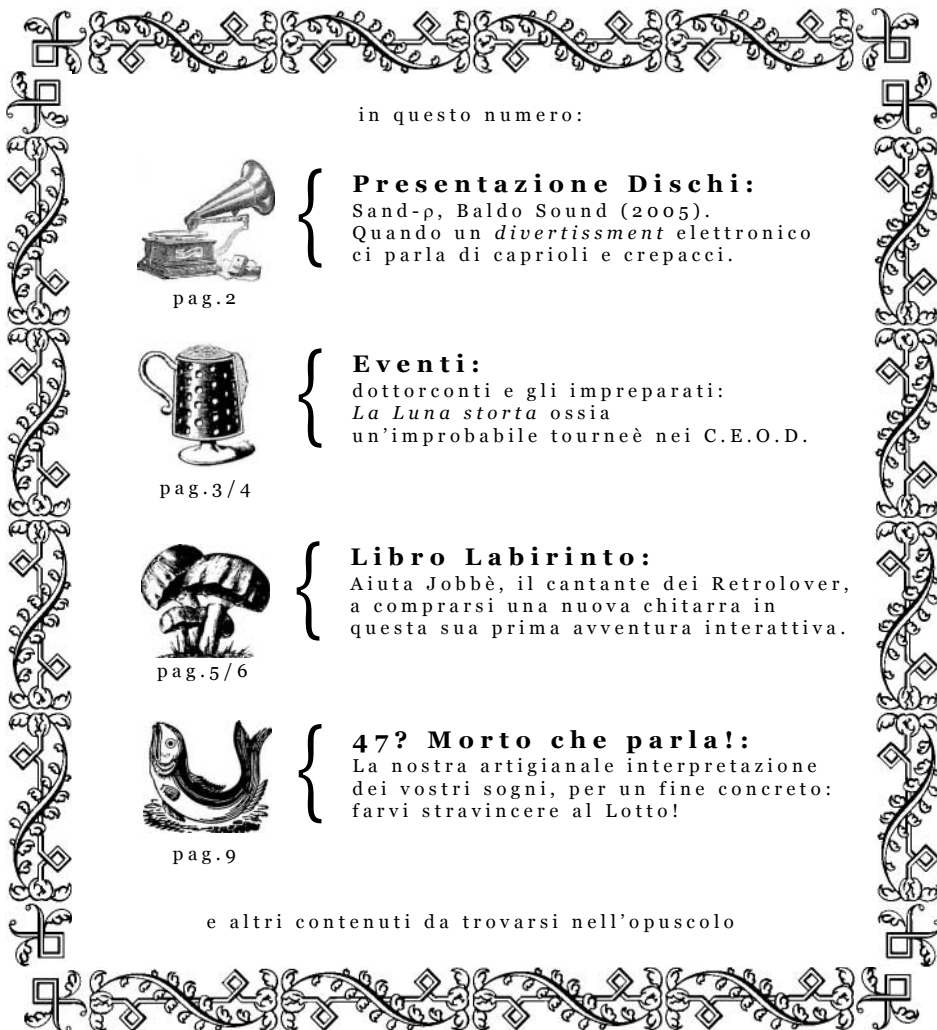 in questo numero:
Presentazione Dischi:
Sand-ρ, Baldo Sound (2005).
Quando un divertissment elettronico
ci parla di caprioli e crepacci.
pag.2
Eventi:
dottorconti e gli impreparati:
La Luna storta ossia
un'improbabile tourneè nei C.E.O.D.
pag.3/4
Libro Labirinto:
Aiuta Jobbè, il cantante dei Retrolover,
a comprarsi una nuova chitarra in
questa sua prima avventura interattiva.
pag.5/6
47? Morto che parla!:
La nostra artigianale interpretazione
dei vostri sogni, per un fine concreto:
farvi stravincere al Lotto!
pag.9
e altri contenuti da trovarsi nell'opuscolo